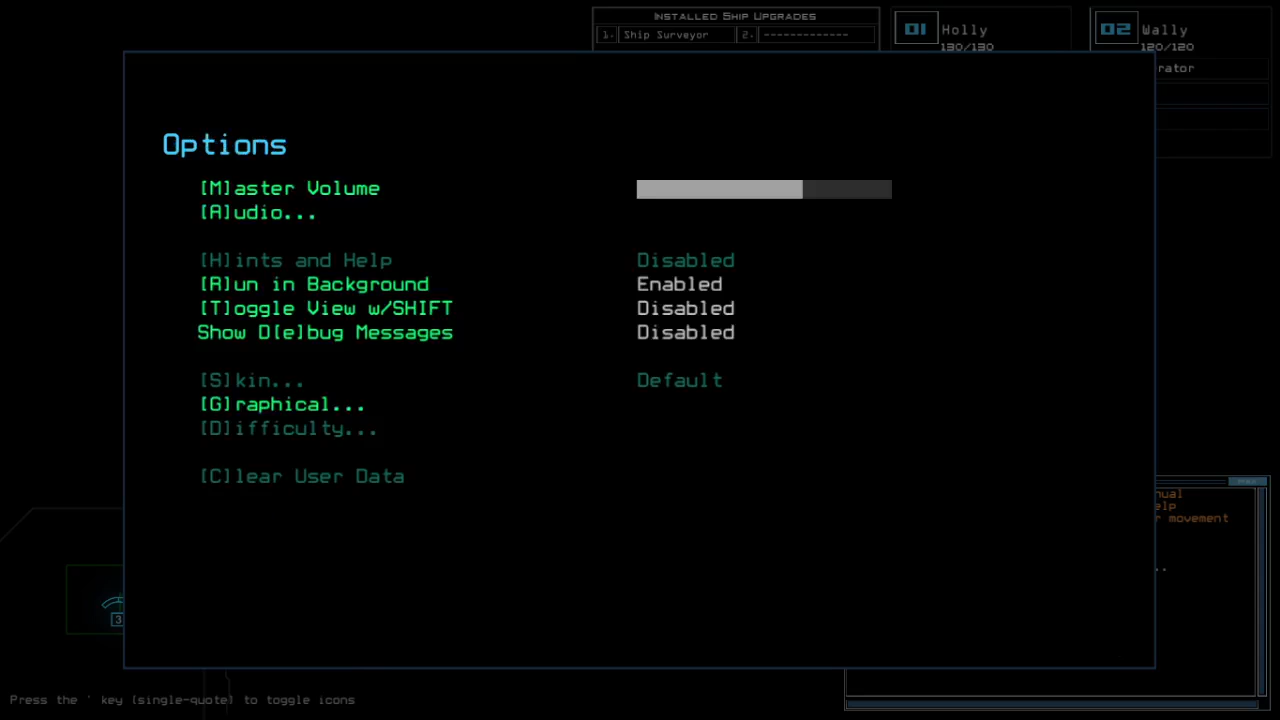 Installed Ship Upgrades
1. Ship Surveyor 2. -------------
01 Holly
130/130
02 Wally
120/120
rator
Options
[M]aster Volume
[A]udio...
[H]ints and Help Disabled
[R]un in Background Enabled
[T]oggle View w/SHIFT Disabled
Show D[e]bug Messages Disabled
[S]kin... Default
[G]raphical...
[D]ifficulty...
[C]lear User Data
nual
elp
r movement
..
3
Press the ' key (single-quote) to toggle icons